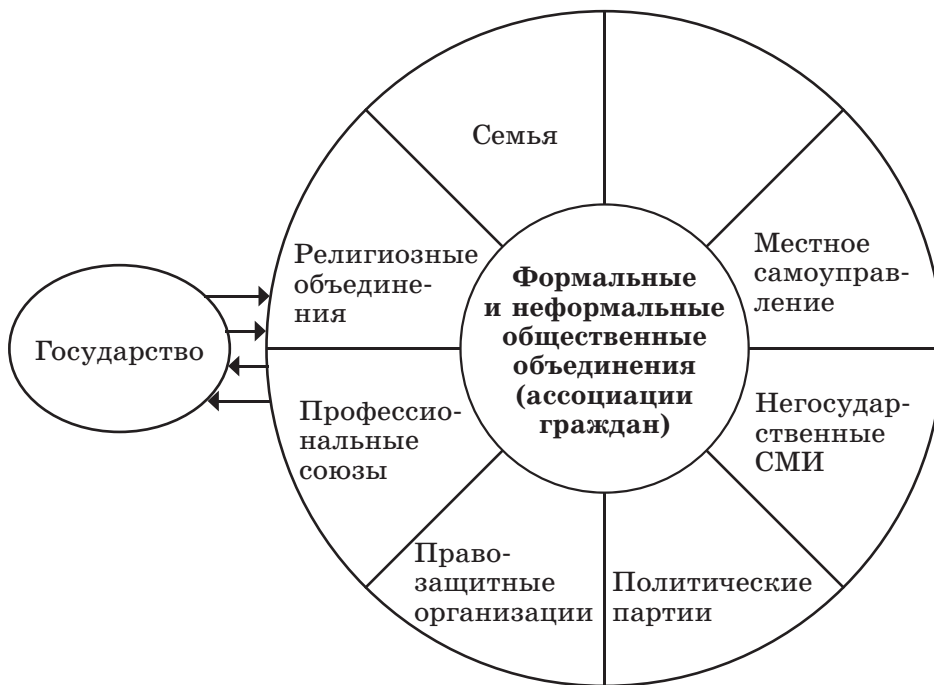 Семья
Религиозные
объедине-
ния
Местное
самоуправ-
ление
Формальные
и неформальные
общественные
объединения
(ассоциации
граждан)
Государство
Профессио-
нальные
союзы
Негосудар-
ственные
СМИ
Право-
защитные
организации
Политические
партии